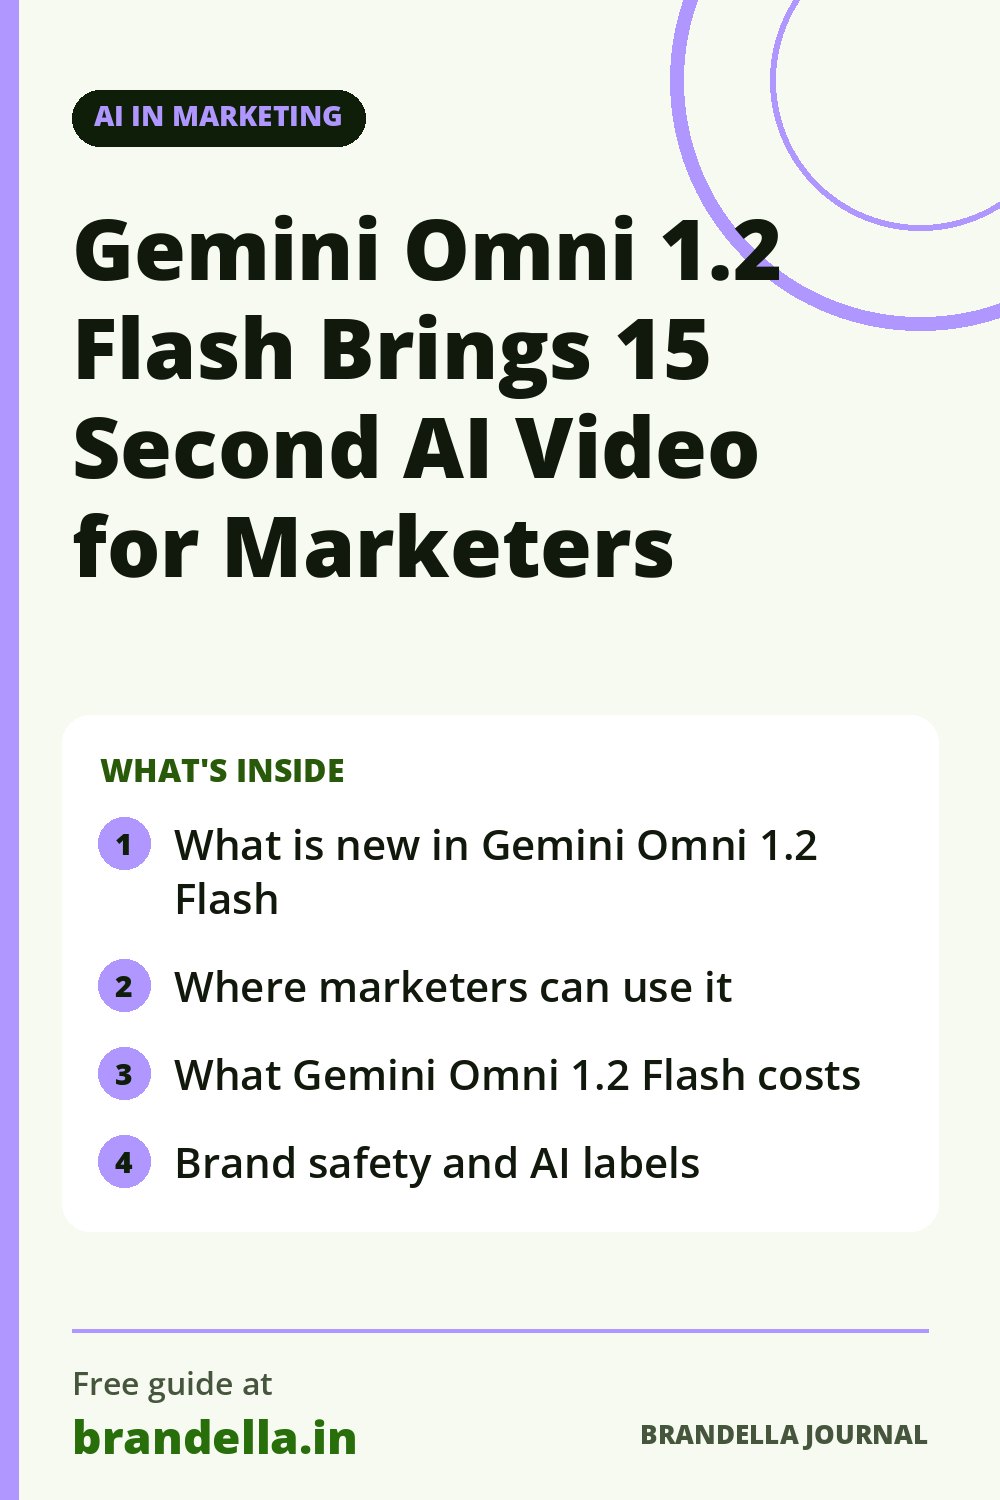 AI IN MARKETING
Gemini Omni 1.2
Flash Brings 15
Second AI Video
for Marketers
WHAT'S INSIDE
1 What is new in Gemini Omni 1.2
Flash
2 Where marketers can use it
3 What Gemini Omni 1.2 Flash costs
4 Brand safety and AI labels
Free guide at
brandella.in
BRANDELLA JOURNAL